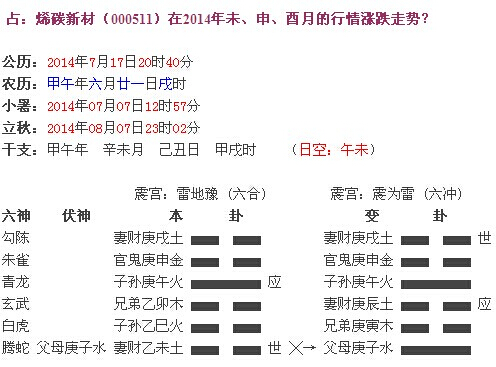 占：烯碳新材（000511）在2014年未、申、酉月的行情涨跌走势？
公历：2014年7月17日20时40分
农历：甲午年六月廿一日戌时
小暑：2014年07月07日12时57分
立秋：2014年08月07日23时02分
干支：甲午年 辛未月 己丑日 甲戌时 （日空：午未）
震宫：雷地豫（六合） 震宫：震为雷（六冲）
六神 伏神 本 卦 变 卦
勾陈 妻财庚戌土 妻财庚戌土 世
朱雀 官鬼庚申金 官鬼庚申金
青龙 子孙庚午火 应 子孙庚午火
玄武 兄弟乙卯木 妻财庚辰土 应
白虎 子孙乙巳火 兄弟庚寅木
腾蛇 父母庚子水 妻财乙未土 世 ╳→ 父母庚子水